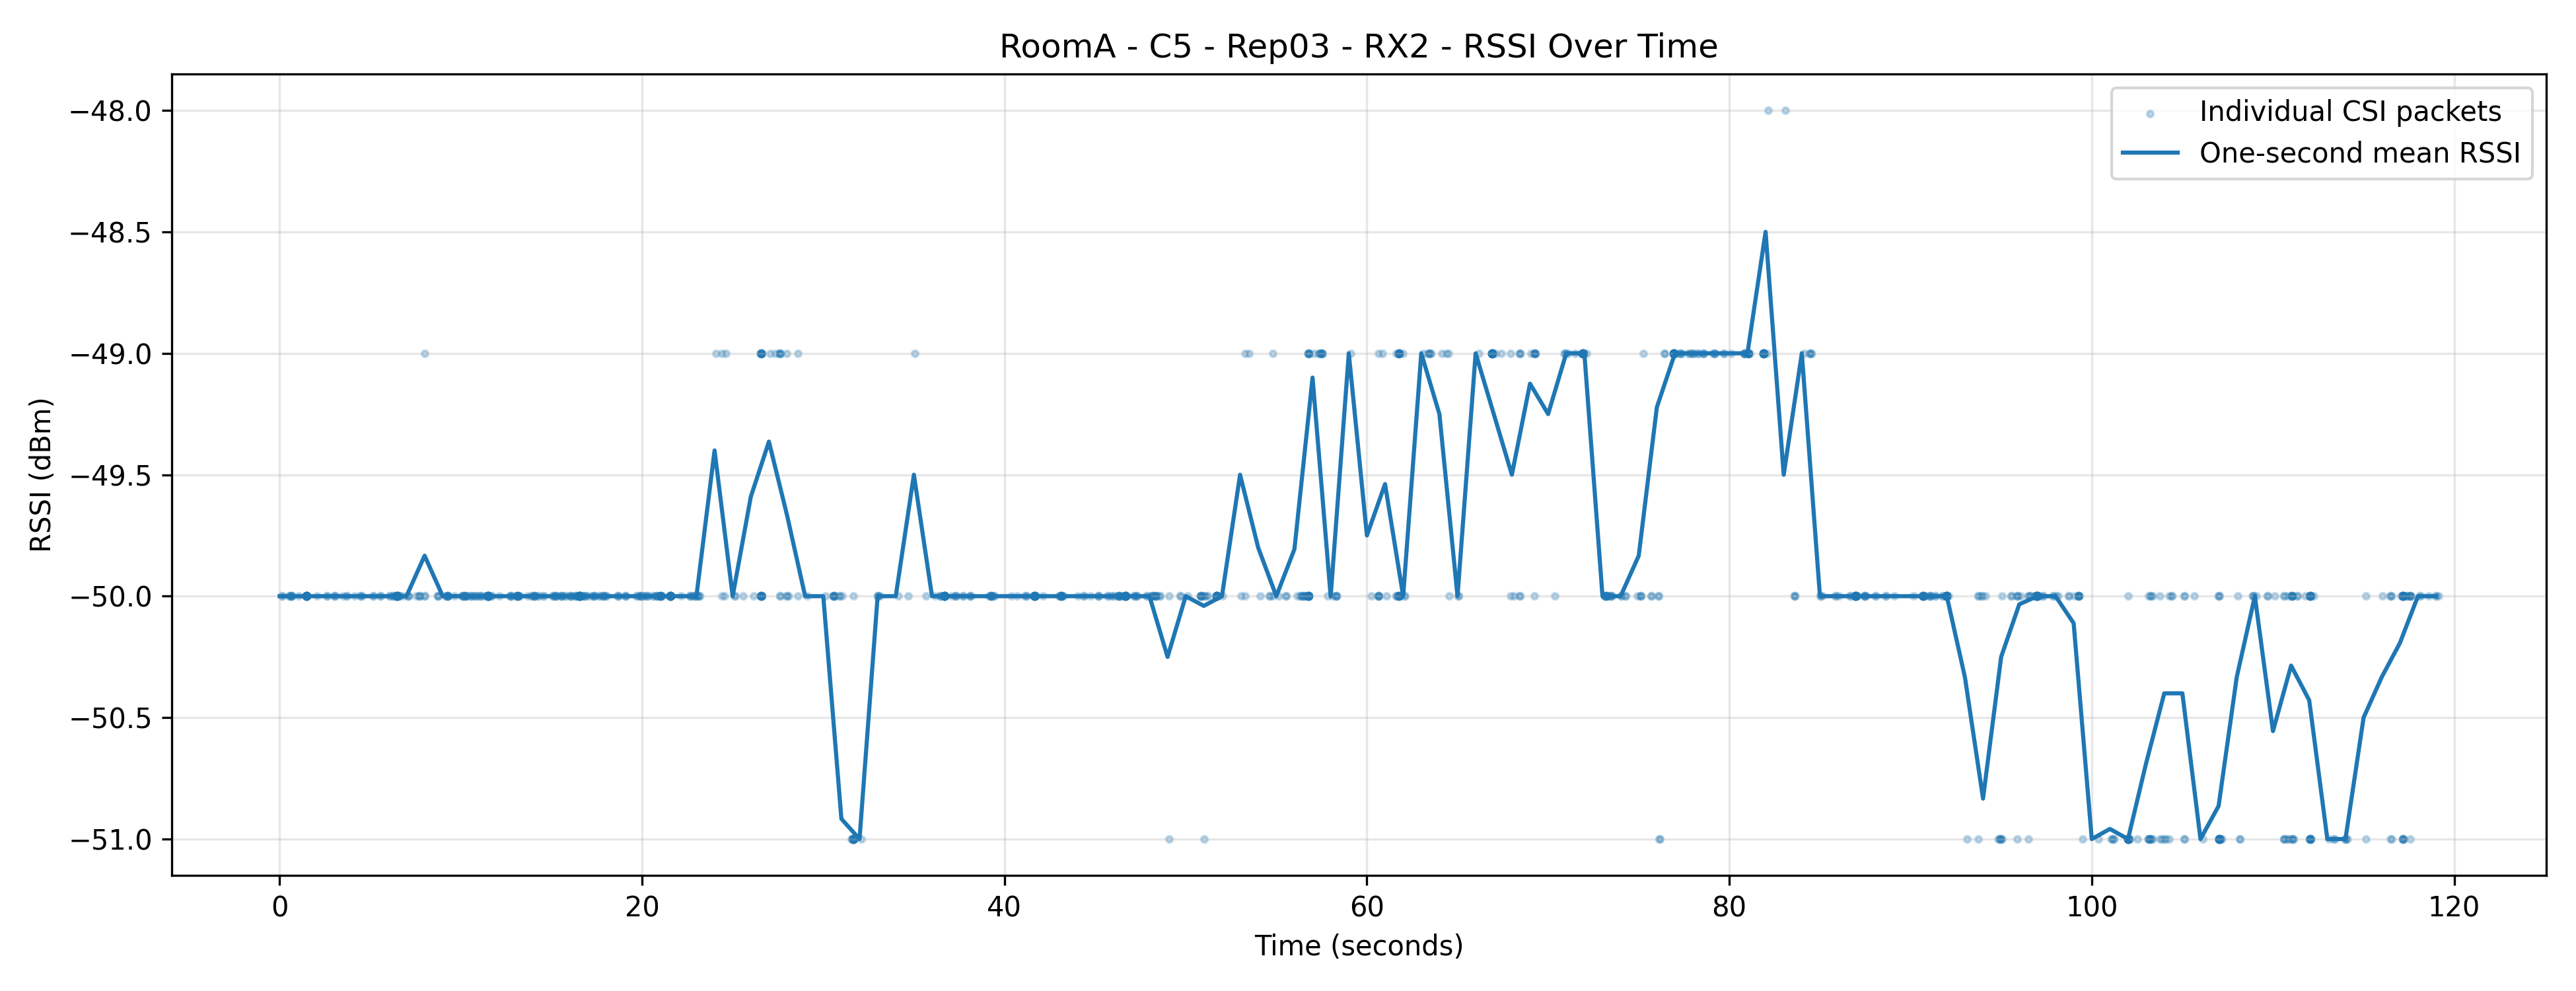 RoomA - C5 - Rep03 - RX2 - RSSI Over Time
Individual CSI packets
One-second mean RSSI
RSSI (dBm)
−48.0
−48.5
−49.0
−49.5
−50.0
−50.5
−51.0
0 20 40 60 80 100 120
Time (seconds)